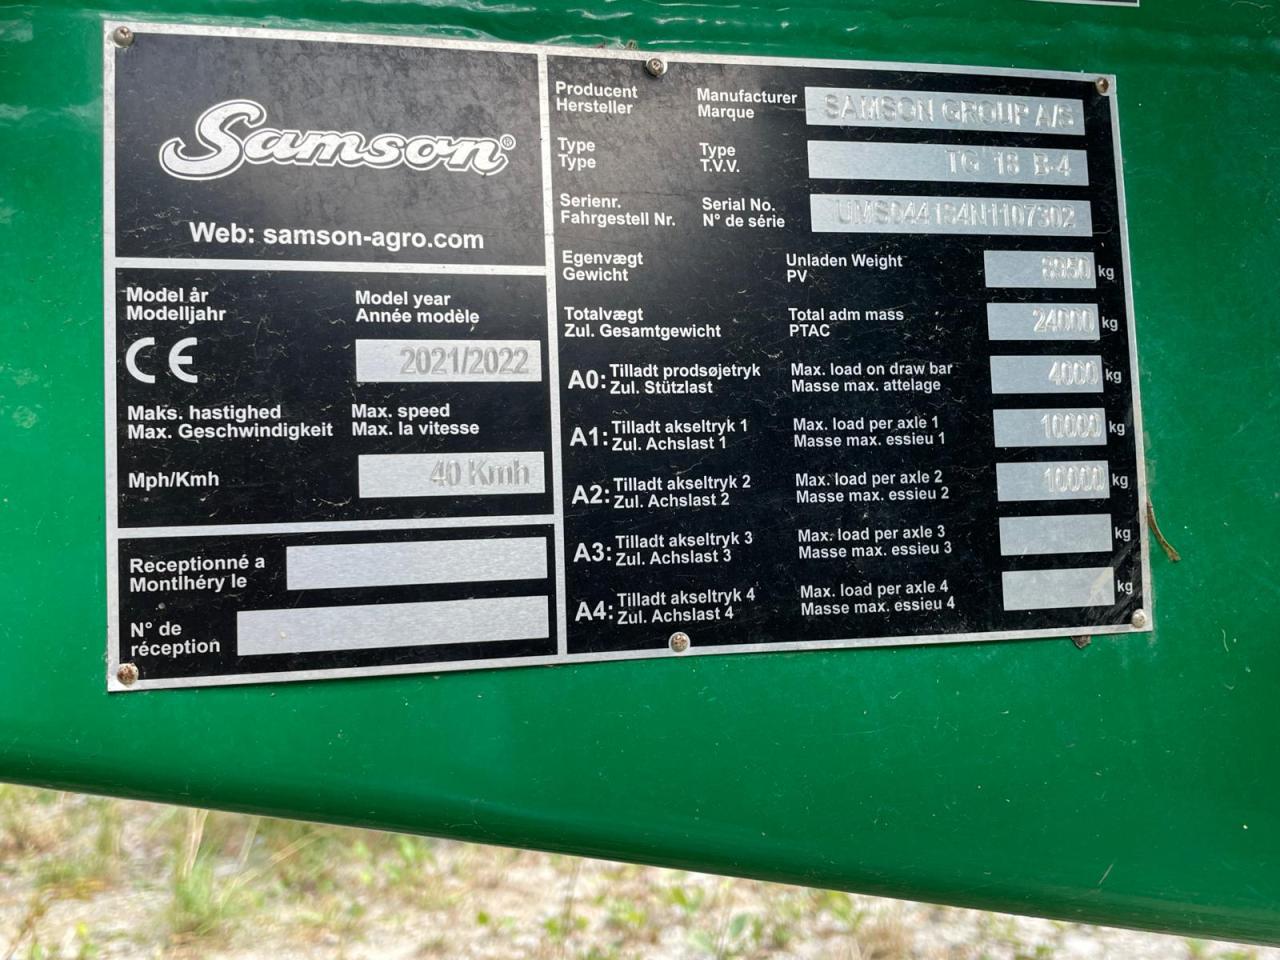 Samson®
Web: samson-agro.com
Model år
Modelljahr
Model year
Année modèle
CE
2021/2022
Maks. hastighed
Max. Geschwindigkeit
Max. speed
Max. la vitesse
Mph/Kmh
40 Kmh
Receptionné a
Montlhéry le
N° de
réception
Producent
Hersteller
Manufacturer
Marque
SAMSON GROUP A/S
Type
Type
Type
T.V.V.
TG 18 B-4
Serienr.
Fahrgestell Nr.
Serial No.
N° de série
Egenvægt
Gewicht
Unladen Weight
PV
kg
Totalvægt
Zul. Gesamtgewicht
Total adm mass
PTAC
24000 kg
A0: Tilladt prodsøjetryk
Zul. Stützlast
Max. load on draw bar
Masse max. attelage
4000 kg
A1: Tilladt akseltryk 1
Zul. Achslast 1
Max. load per axle 1
Masse max. essieu 1
10000 kg
A2: Tilladt akseltryk 2
Zul. Achslast 2
Max. load per axle 2
Masse max. essieu 2
10000 kg
A3: Tilladt akseltryk 3
Zul. Achslast 3
Max. load per axle 3
Masse max. essieu 3
kg
A4: Tilladt akseltryk 4
Zul. Achslast 4
Max. load per axle 4
Masse max. essieu 4
kg